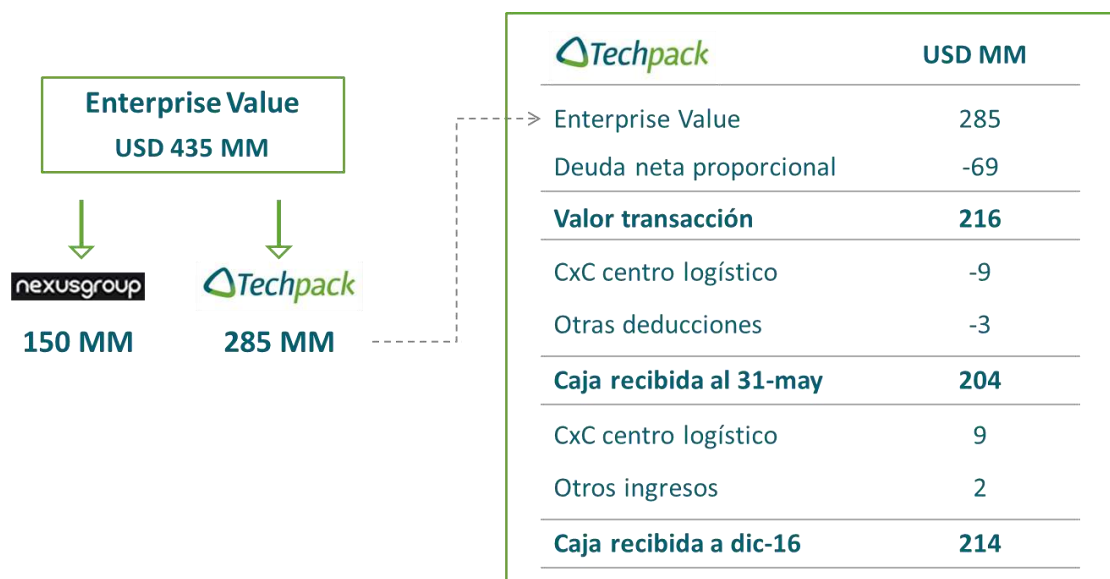 Enterprise Value
USD 435 MM
nexusgroup
Techpack
150 MM
285 MM
Techpack USD MM
Enterprise Value 285
Deuda neta proporcional -69
Valor transacción 216
CxC centro logístico -9
Otras deducciones -3
Caja recibida al 31-may 204
CxC centro logístico 9
Otros ingresos 2
Caja recibida a dic-16 214